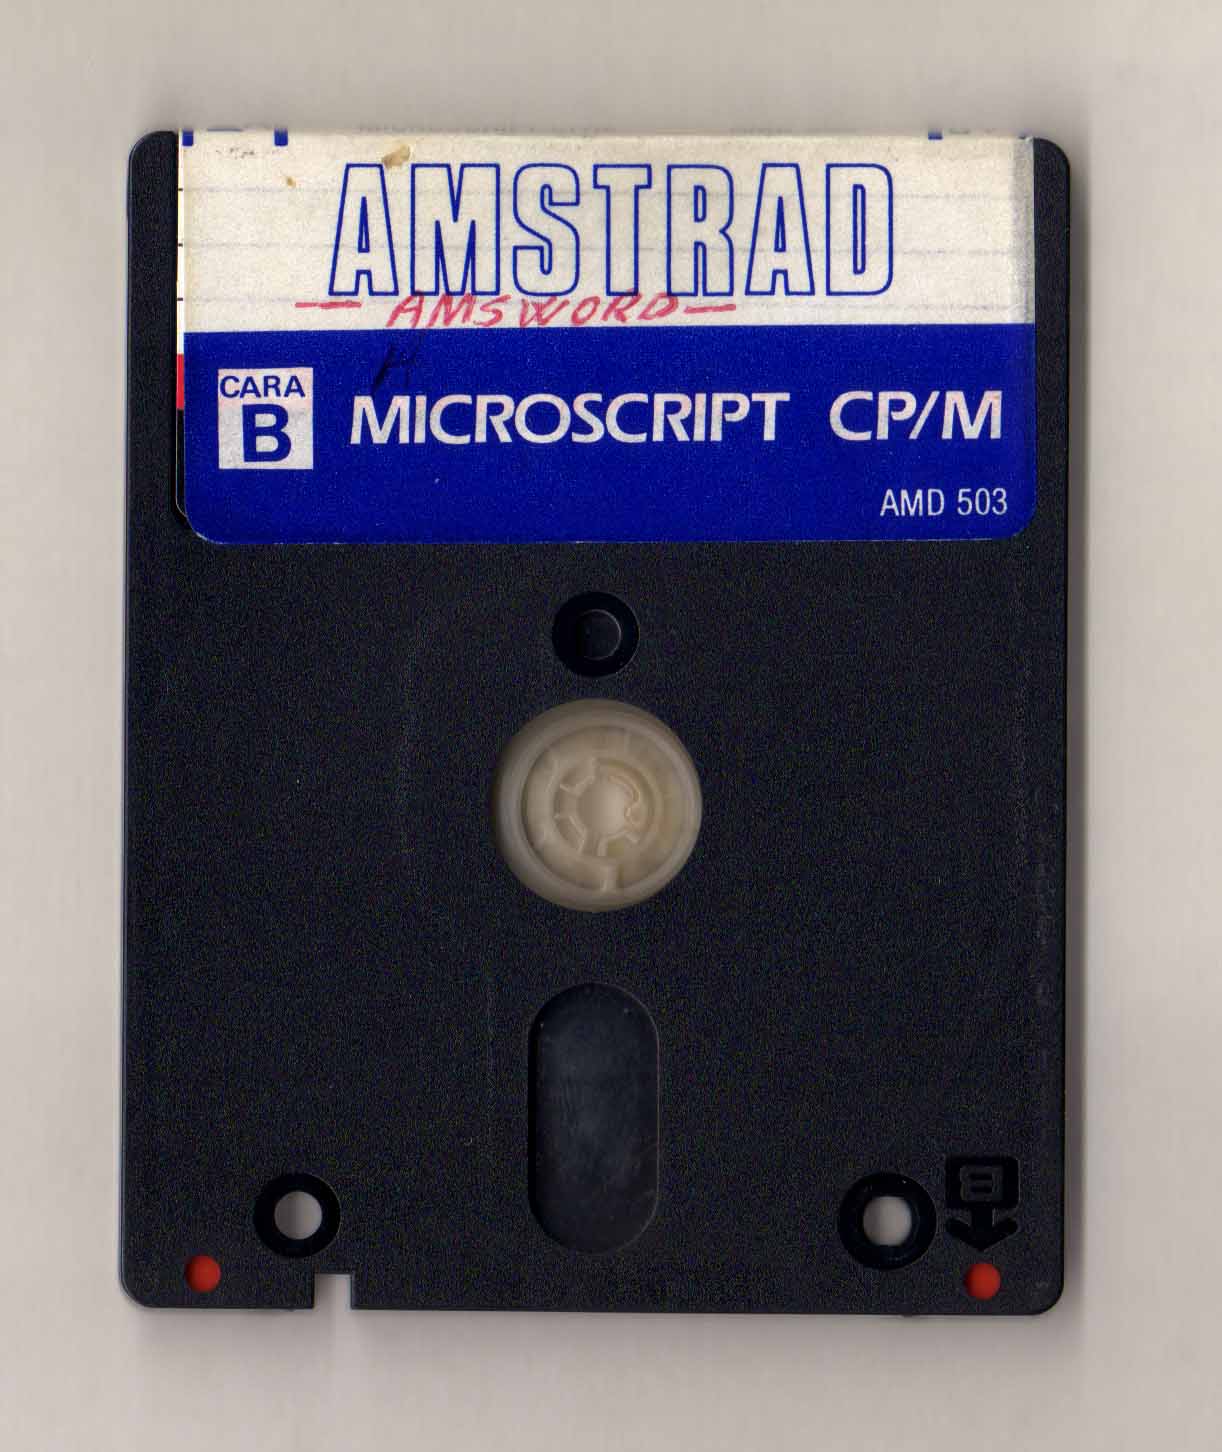 AMSTRAD
— AMSWORD —
CARA
B
MICROSCRIPT CP/M
AMD 503
B